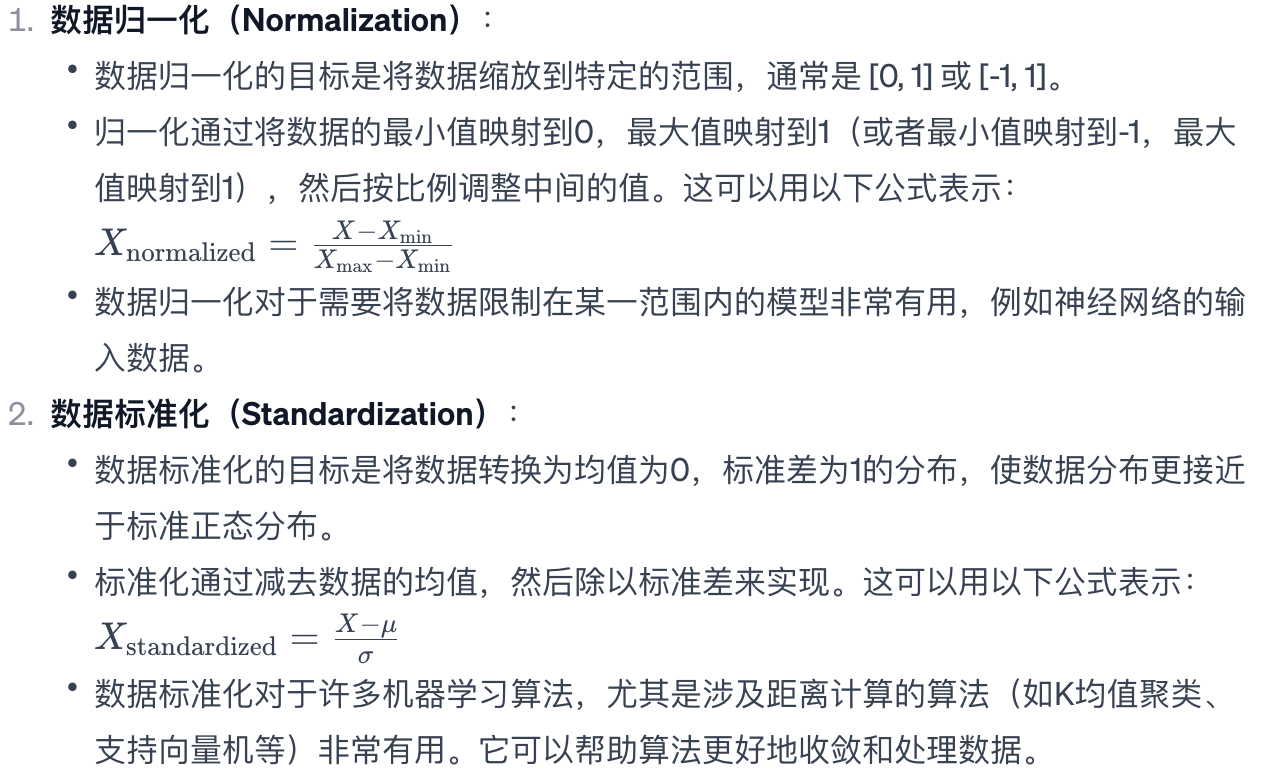 1. 数据归一化（Normalization）：
• 数据归一化的目标是将数据缩放到特定的范围，通常是 [0, 1] 或 [-1, 1]。
• 归一化通过将数据的最小值映射到0，最大值映射到1（或者最小值映射到-1，最大
值映射到1），然后按比例调整中间的值。这可以用以下公式表示：
$X_{\text{normalized}} = \frac{X - X_{\min}}{X_{\max} - X_{\min}}$
• 数据归一化对于需要将数据限制在某一范围内的模型非常有用，例如神经网络的输
入数据。
2. 数据标准化（Standardization）：
• 数据标准化的目标是将数据转换为均值为0，标准差为1的分布，使数据分布更接近
于标准正态分布。
• 标准化通过减去数据的均值，然后除以标准差来实现。这可以用以下公式表示：
$X_{\text{standardized}} = \frac{X - \mu}{\sigma}$
• 数据标准化对于许多机器学习算法，尤其是涉及距离计算的算法（如K均值聚类、
支持向量机等）非常有用。它可以帮助算法更好地收敛和处理数据。